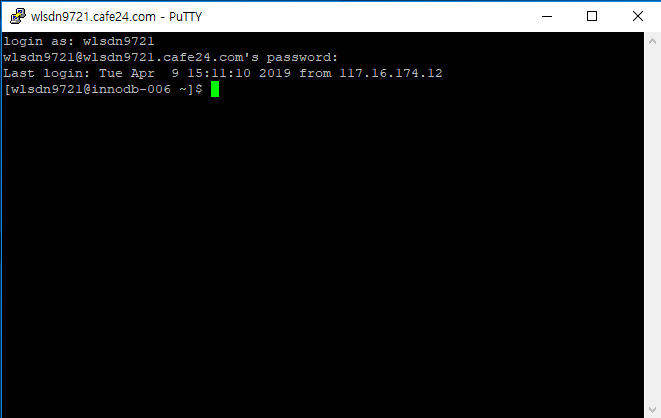 wlsdn9721.cafe24.com - PuTTY
login as: wlsdn9721
wlsdn9721@wlsdn9721.cafe24.com's password:
Last login: Tue Apr  9 15:11:10 2019 from 117.16.174.12
[wlsdn9721@innodb-006 ~]$